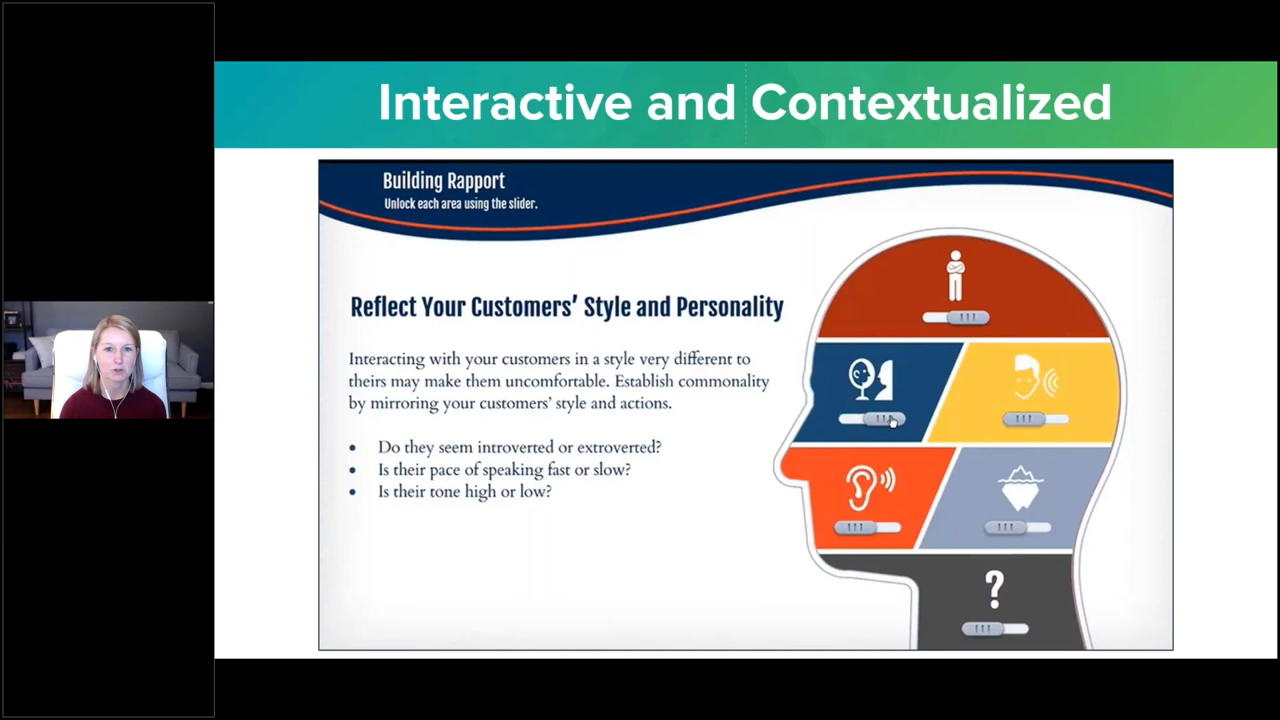 Interactive and Contextualized
Building Rapport
Unlock each area using the slider.
Reflect Your Customers' Style and Personality
Interacting with your customers in a style very different to
theirs may make them uncomfortable. Establish commonality
by mirroring your customers' style and actions.
• Do they seem introverted or extroverted?
• Is their pace of speaking fast or slow?
• Is their tone high or low?
?